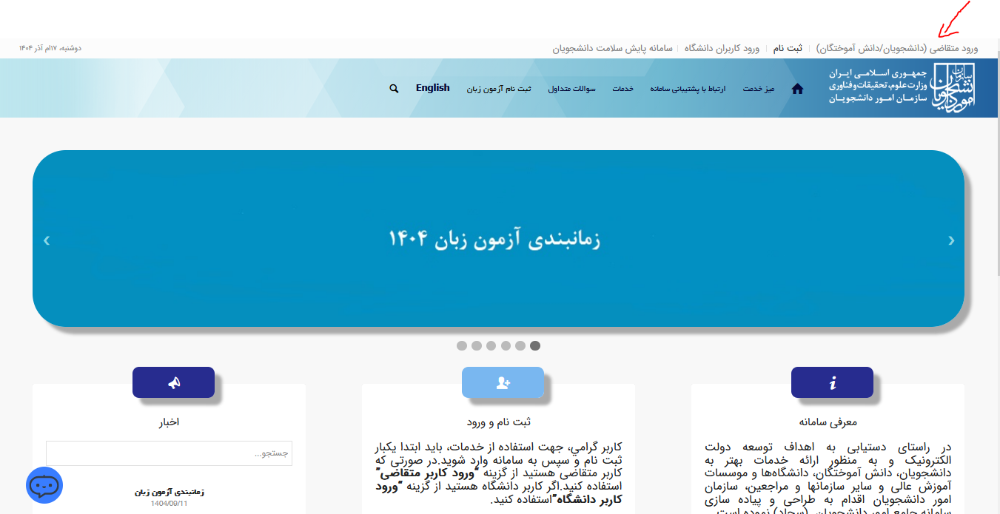 ورود متقاضی (دانشجویان/دانش آموختگان)
ثبت نام
ورود کاربران دانشگاه
سامانه پایش سلامت دانشجویان
دوشنبه، ۱۷ام آذر ۱۴۰۴
سازمان امور دانشجویان
جمهوری اسلامی ایران
وزارت علوم، تحقیقات و فناوری
سازمان امور دانشجویان
میز خدمت
ارتباط با پشتیبانی سامانه
خدمات
سوالات متداول
ثبت نام آزمون زبان
English
زمانبندی آزمون زبان ۱۴۰۴
معرفی سامانه
در راستای دستیابی به اهداف توسعه دولت
الکترونیک و به منظور ارائه خدمات بهتر به
دانشجویان، دانش آموختگان، دانشگاه‌ها و موسسات
آموزش عالی و سایر سازمانها و مراجعین، سازمان
امور دانشجویان اقدام به طراحی و پیاده سازی
سامانه جامع امور دانشجویان (سجاد) نموده است.
ثبت نام و ورود
کاربر گرامي، جهت استفاده از خدمات، باید ابتدا یکبار
ثبت نام و سپس به سامانه وارد شوید.در صورتی که
کاربر متقاضی هستید از گزینه “ورود کاربر متقاضی”
استفاده کنید.اگر کاربر دانشگاه هستید از گزینه “ورود
کاربر دانشگاه”استفاده کنید.
اخبار
جستجو...
زمانبندی آزمون زبان
1404/09/11